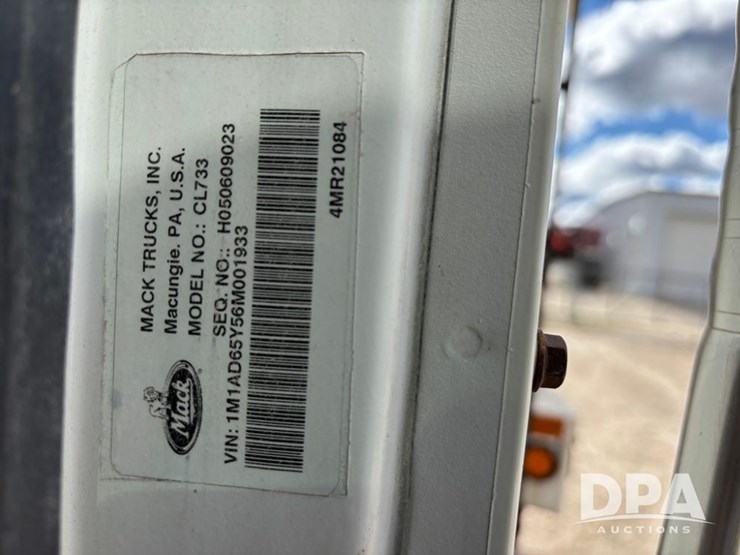 Mack
MACK TRUCKS, INC.
Macungie. PA, U.S.A.
MODEL NO.: CL733
SEQ. NO:: H050609023
VIN: 1M1AD65Y56M001933
4MR21084
DPA
AUCTIONS